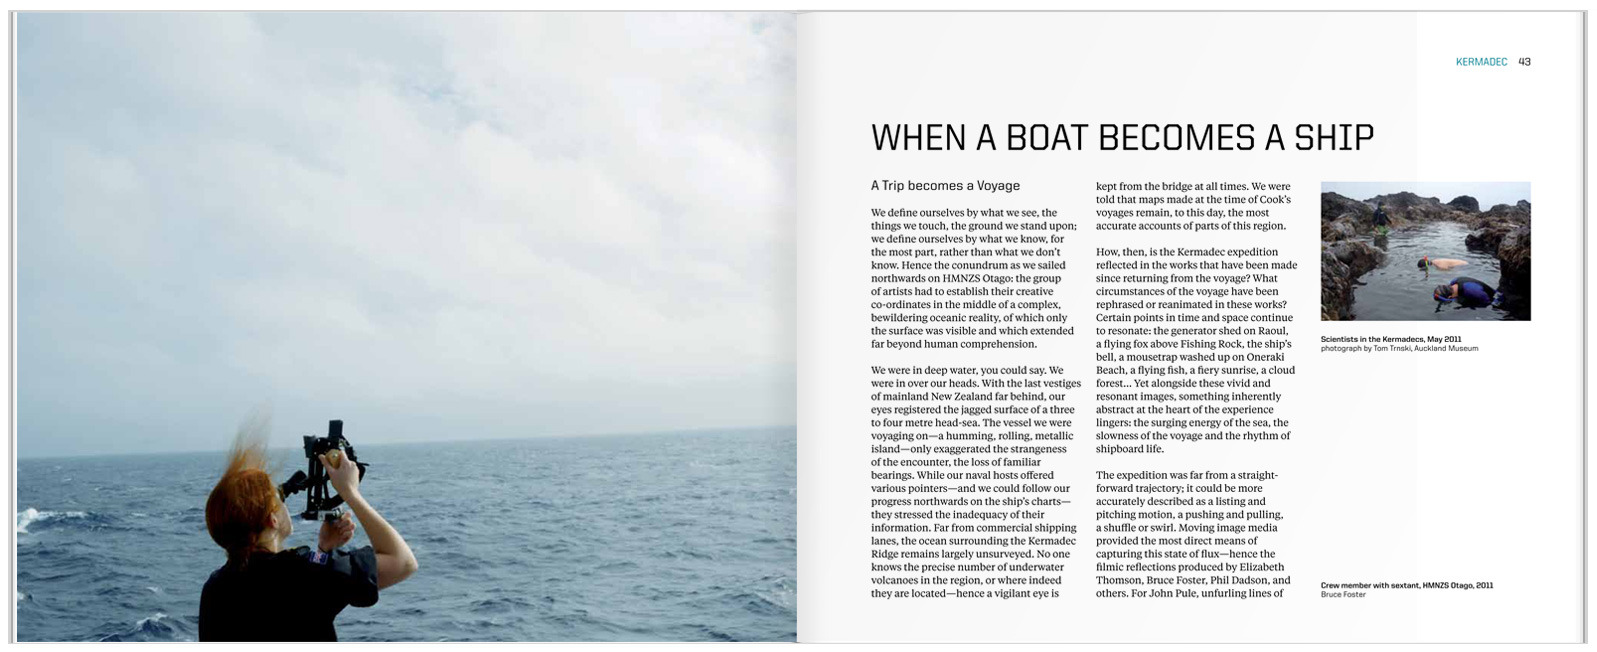 KERMADEC 43
WHEN A BOAT BECOMES A SHIP
A Trip becomes a Voyage
We define ourselves by what we see, the
things we touch, the ground we stand upon;
we define ourselves by what we know, for
the most part, rather than what we don't
know. Hence the conundrum as we sailed
northwards on HMNZS Otago: the group
of artists had to establish their creative
co-ordinates in the middle of a complex,
bewildering oceanic reality, of which only
the surface was visible and which extended
far beyond human comprehension.
We were in deep water, you could say. We
were in over our heads. With the last vestiges
of mainland New Zealand far behind, our
eyes registered the jagged surface of a three
to four metre head-sea. The vessel we were
voyaging on—a humming, rolling, metallic
island—only exaggerated the strangeness
of the encounter, the loss of familiar
bearings. While our naval hosts offered
various pointers—and we could follow our
progress northwards on the ship's charts—
they stressed the inadequacy of their
information. Far from commercial shipping
lanes, the ocean surrounding the Kermadec
Ridge remains largely unsurveyed. No one
knows the precise number of underwater
volcanoes in the region, or where indeed
they are located—hence a vigilant eye is
kept from the bridge at all times. We were
told that maps made at the time of Cook's
voyages remain, to this day, the most
accurate accounts of parts of this region.
How, then, is the Kermadec expedition
reflected in the works that have been made
since returning from the voyage? What
circumstances of the voyage have been
rephrased or reanimated in these works?
Certain points in time and space continue
to resonate: the generator shed on Raoul,
a flying fox above Fishing Rock, the ship's
bell, a mousetrap washed up on Oneraki
Beach, a flying fish, a fiery sunrise, a cloud
forest... Yet alongside these vivid and
resonant images, something inherently
abstract at the heart of the experience
lingers: the surging energy of the sea, the
slowness of the voyage and the rhythm of
shipboard life.
The expedition was far from a straight-
forward trajectory; it could be more
accurately described as a listing and
pitching motion, a pushing and pulling,
a shuffle or swirl. Moving image media
provided the most direct means of
capturing this state of flux—hence the
filmic reflections produced by Elizabeth
Thomson, Bruce Foster, Phil Dadson, and
others. For John Pule, unfurling lines of
Scientists in the Kermadecs, May 2011
photograph by Tom Trnski, Auckland Museum
Crew member with sextant, HMNZS Otago, 2011
Bruce Foster